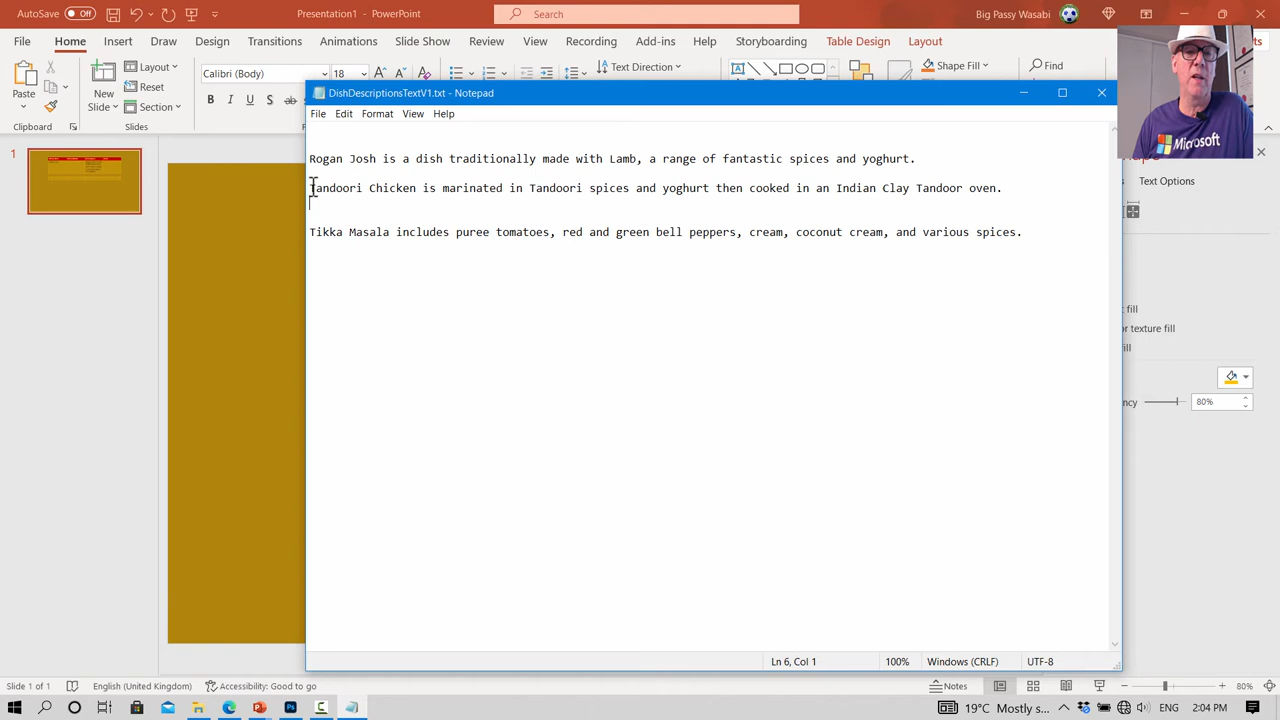 AutoSave Off Presentation1 - PowerPoint Search Big Passy Wasabi
File Home Insert Draw Design Transitions Animations Slide Show Review View Recording Add-ins Help Storyboarding Table Design Layout
Paste New Slide Layout Reset Section Calibri (Body) 18 Text Direction Shape Fill Find
B I U S ab
Clipboard Slides
DishDescriptionsTextV1.txt - Notepad
File Edit Format View Help
Rogan Josh is a dish traditionally made with Lamb, a range of fantastic spices and yoghurt.
Tandoori Chicken is marinated in Tandoori spices and yoghurt then cooked in an Indian Clay Tandoor oven.
Tikka Masala includes puree tomatoes, red and green bell peppers, cream, coconut cream, and various spices.
Microsoft
Text Options
fill
or texture fill
fill
80%
1
Ln 6, Col 1 100% Windows (CRLF) UTF-8
Slide 1 of 1 English (United Kingdom) Accessibility: Good to go Notes 80%
19°C Mostly s... ENG 2:04 PM